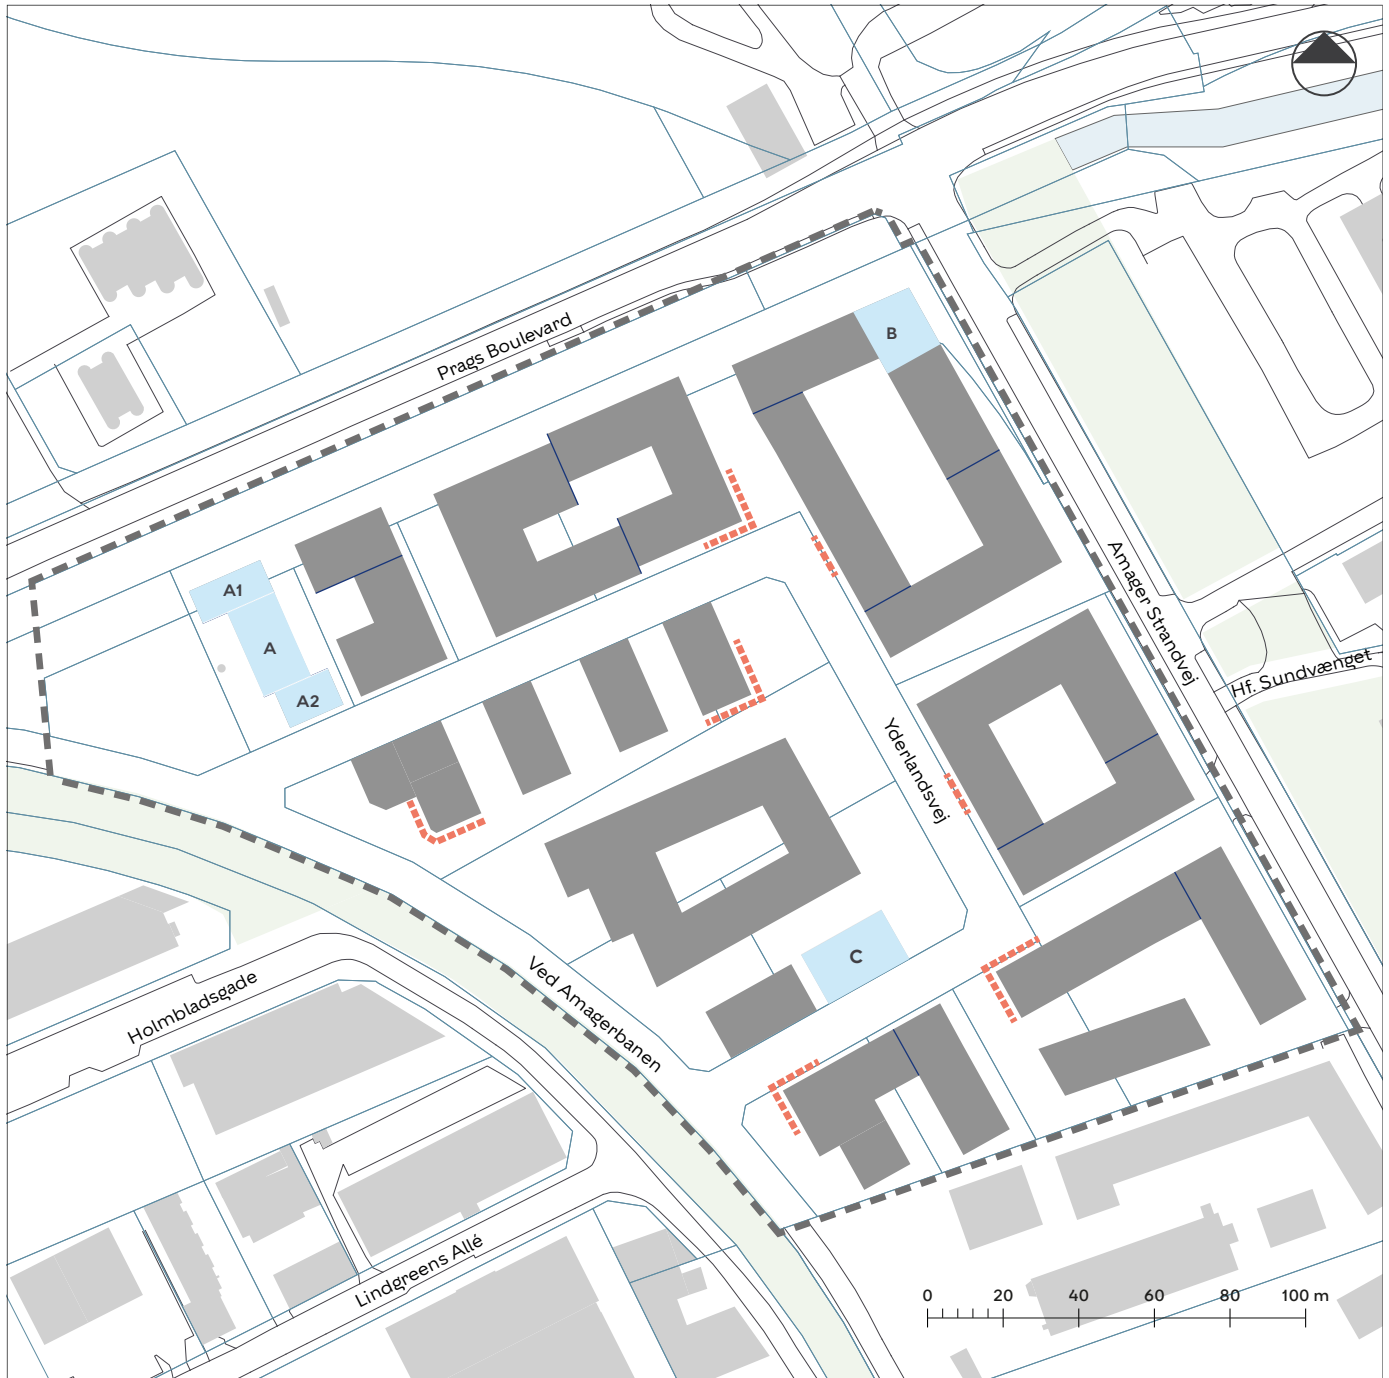 Prags Boulevard
B
A1
A
A2
Amager Strandvej
Hf. Sundvænget
Yderlandsvej
C
Ved Amagerbanen
Holmbladsgade
Lindgreens Allé
0 20 40 60 80 100 m